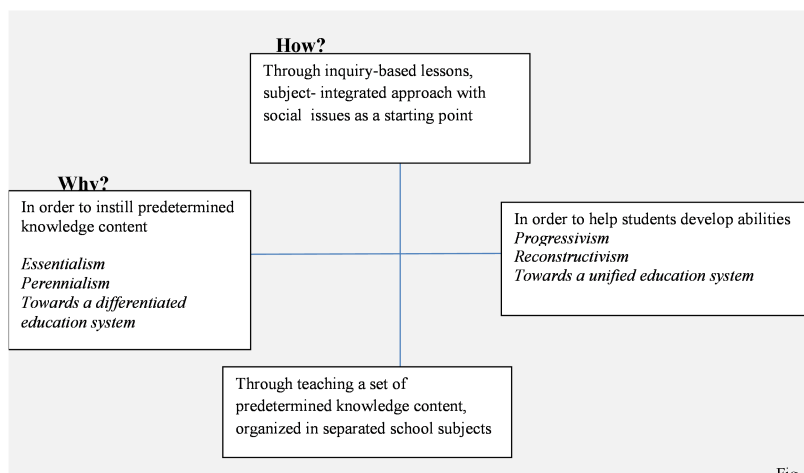 How?
Through inquiry-based lessons,
subject- integrated approach with
social issues as a starting point
Why?
In order to instill predetermined
knowledge content
Essentialism
Perennialism
Towards a differentiated
education system
In order to help students develop abilities
Progressivism
Reconstructivism
Towards a unified education system
Through teaching a set of
predetermined knowledge content,
organized in separated school subjects